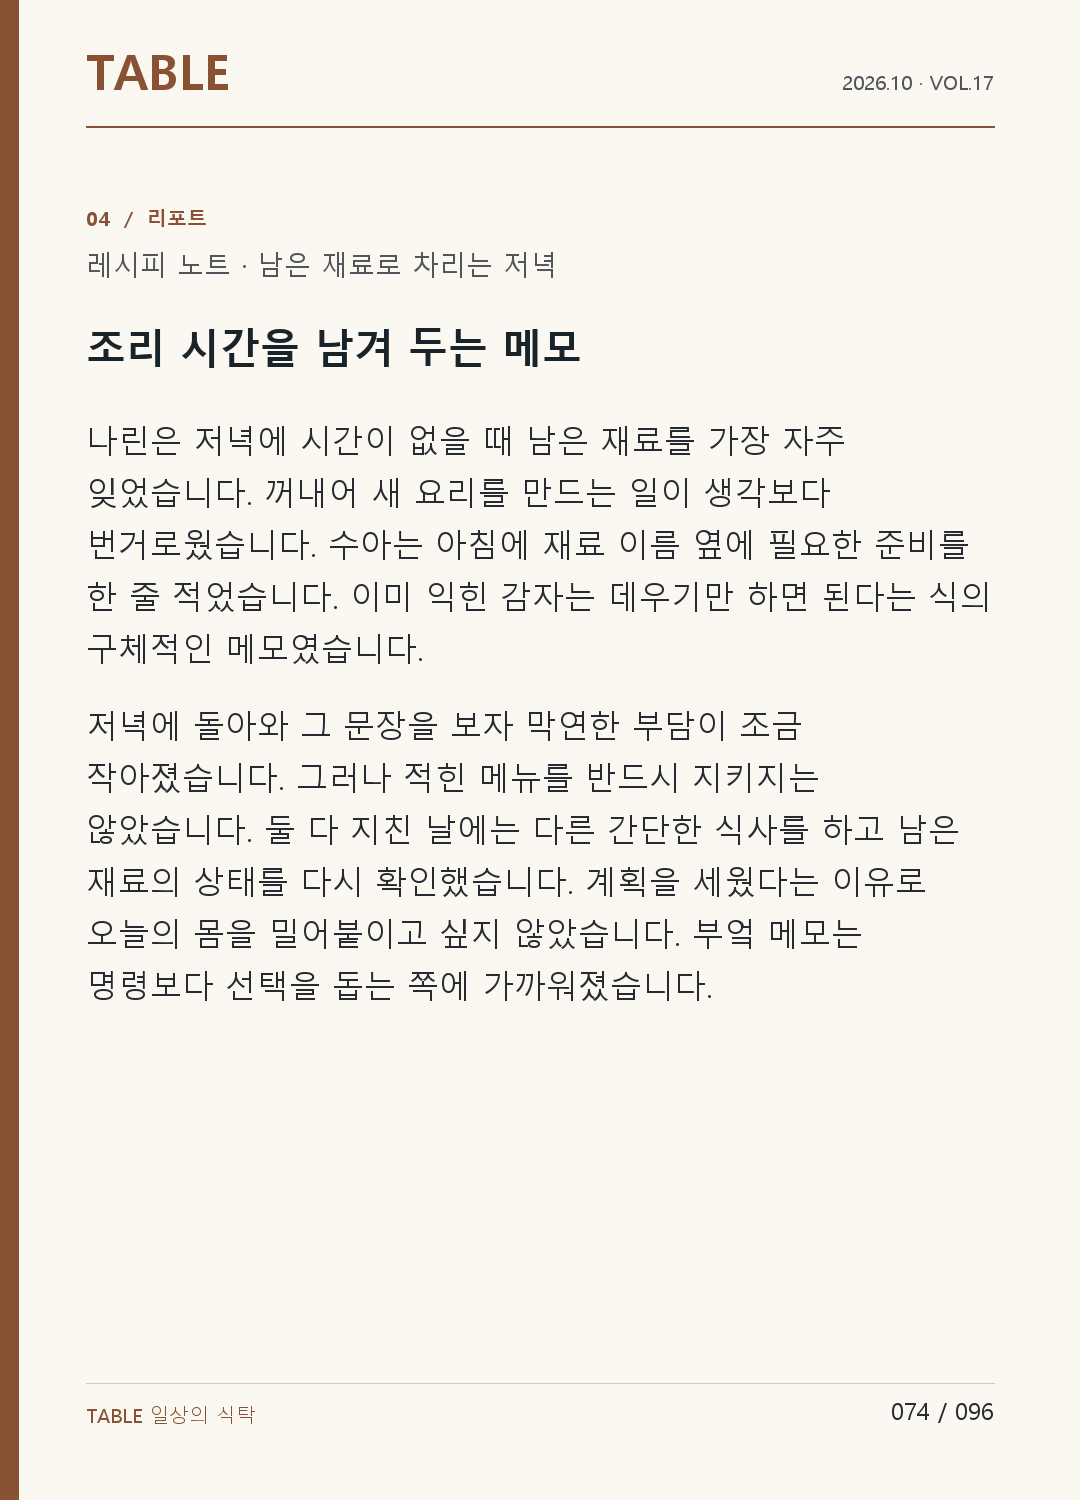 TABLE
2026.10 · VOL.17
04 / 리포트
레시피 노트 · 남은 재료로 차리는 저녁
조리 시간을 남겨 두는 메모
나린은 저녁에 시간이 없을 때 남은 재료를 가장 자주
잊었습니다. 꺼내어 새 요리를 만드는 일이 생각보다
번거로웠습니다. 수아는 아침에 재료 이름 옆에 필요한 준비를
한 줄 적었습니다. 이미 익힌 감자는 데우기만 하면 된다는 식의
구체적인 메모였습니다.
저녁에 돌아와 그 문장을 보자 막연한 부담이 조금
작아졌습니다. 그러나 적힌 메뉴를 반드시 지키지는
않았습니다. 둘 다 지친 날에는 다른 간단한 식사를 하고 남은
재료의 상태를 다시 확인했습니다. 계획을 세웠다는 이유로
오늘의 몸을 밀어붙이고 싶지 않았습니다. 부엌 메모는
명령보다 선택을 돕는 쪽에 가까워졌습니다.
TABLE 일상의 식탁
074 / 096